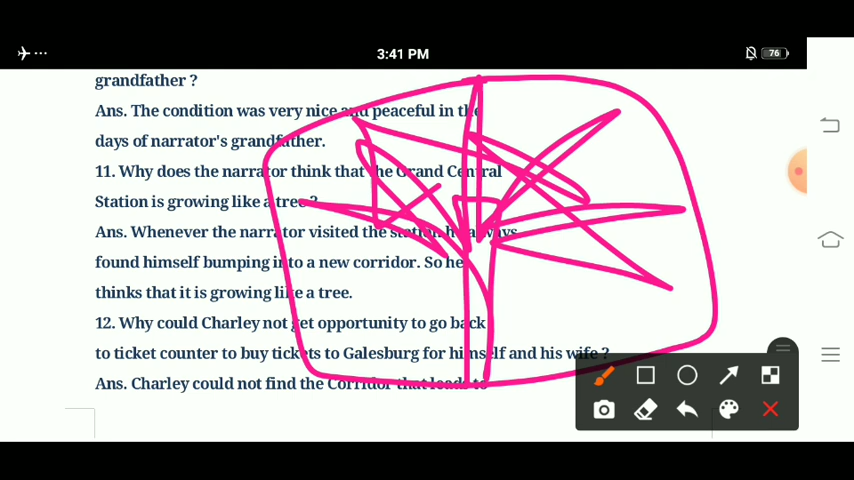 3:41 PM
76
grandfather ?
Ans. The condition was very nice and peaceful in the
days of narrator's grandfather.
11. Why does the narrator think that the Grand Central
Station is growing like a tree ?
Ans. Whenever the narrator visited the station he always
found himself bumping into a new corridor. So he
thinks that it is growing like a tree.
12. Why could Charley not get opportunity to go back
to ticket counter to buy tickets to Galesburg for himself and his wife ?
Ans. Charley could not find the Corridor that leads to